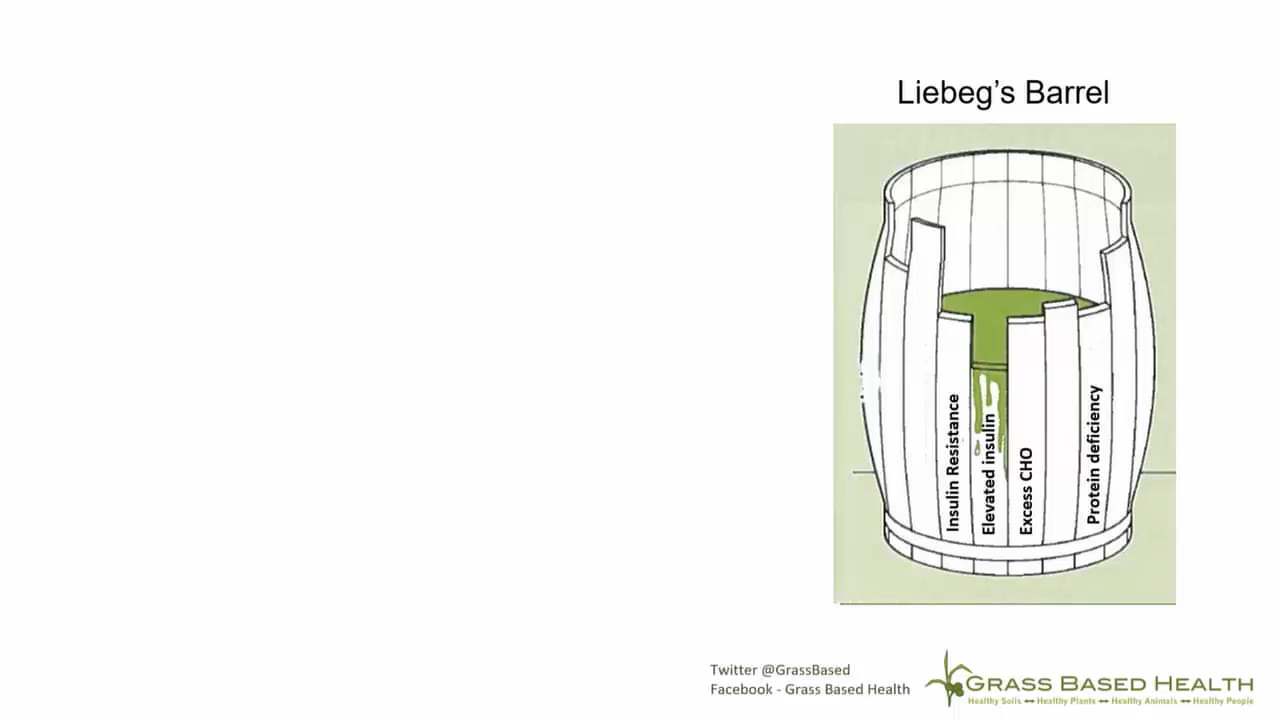 Liebeg's Barrel
Insulin Resistance
Elevated insulin
Excess CHO
Protein deficiency
Twitter @GrassBased
Facebook - Grass Based Health
GRASS BASED HEALTH
Healthy Soils ↔ Healthy Plants ↔ Healthy Animals ↔ Healthy People